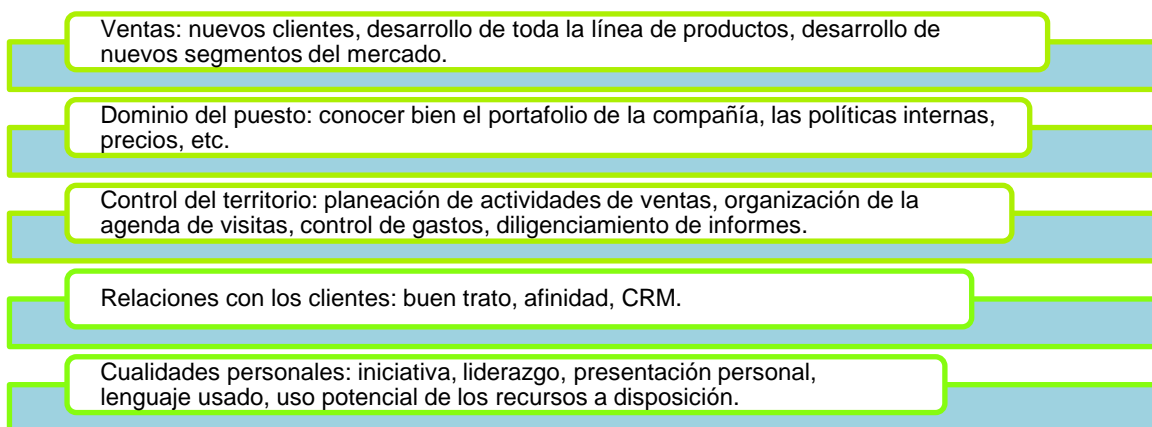 Ventas: nuevos clientes, desarrollo de toda la línea de productos, desarrollo de
nuevos segmentos del mercado.
Dominio del puesto: conocer bien el portafolio de la compañía, las políticas internas,
precios, etc.
Control del territorio: planeación de actividades de ventas, organización de la
agenda de visitas, control de gastos, diligenciamiento de informes.
Relaciones con los clientes: buen trato, afinidad, CRM.
Cualidades personales: iniciativa, liderazgo, presentación personal,
lenguaje usado, uso potencial de los recursos a disposición.